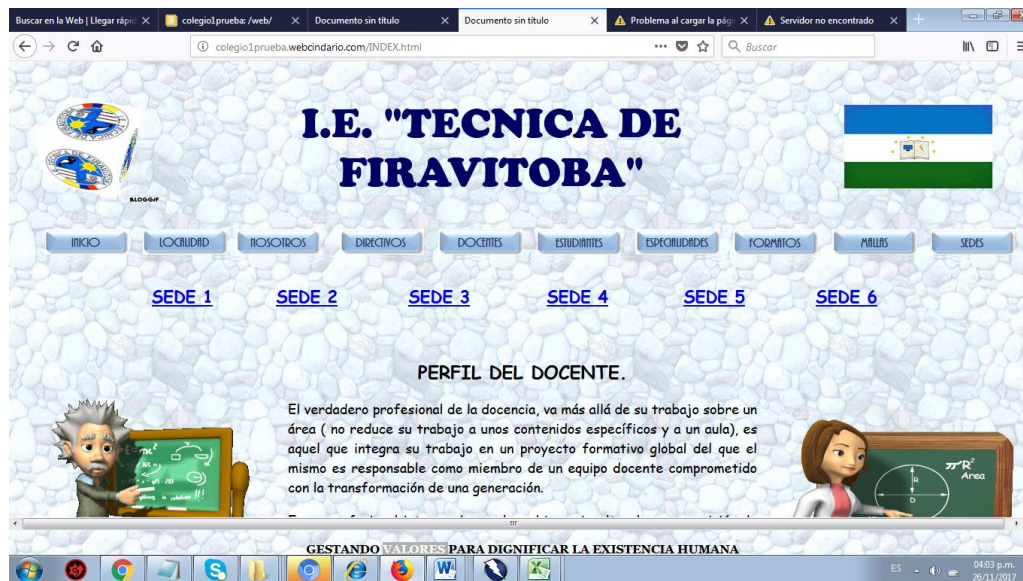 Buscar en la Web | Llegar rápid
colegio1prueba: /web/
Documento sin título
Documento sin título
Problema al cargar la pági
Servidor no encontrado
colegio1prueba.webcindario.com/INDEX.html
Buscar
I.E. "TECNICA DE
FIRAVITOBA"
BLOGGIF
INICIO LOCALIDAD NOSOTROS DIRECTIVOS DOCENTES ESTUDIANTES ESPECIALIDADES FORMATOS MALLAS SEDES
SEDE 1 SEDE 2 SEDE 3 SEDE 4 SEDE 5 SEDE 6
PERFIL DEL DOCENTE.
El verdadero profesional de la docencia, va más allá de su trabajo sobre un
área ( no reduce su trabajo a unos contenidos específicos y a un aula), es
aquel que integra su trabajo en un proyecto formativo global del que el
mismo es responsable como miembro de un equipo docente comprometido
con la transformación de una generación.
πR²
Area
R
D
GESTANDO VALORES PARA DIGNIFICAR LA EXISTENCIA HUMANA
ES
04:03 p.m.
26/11/2017